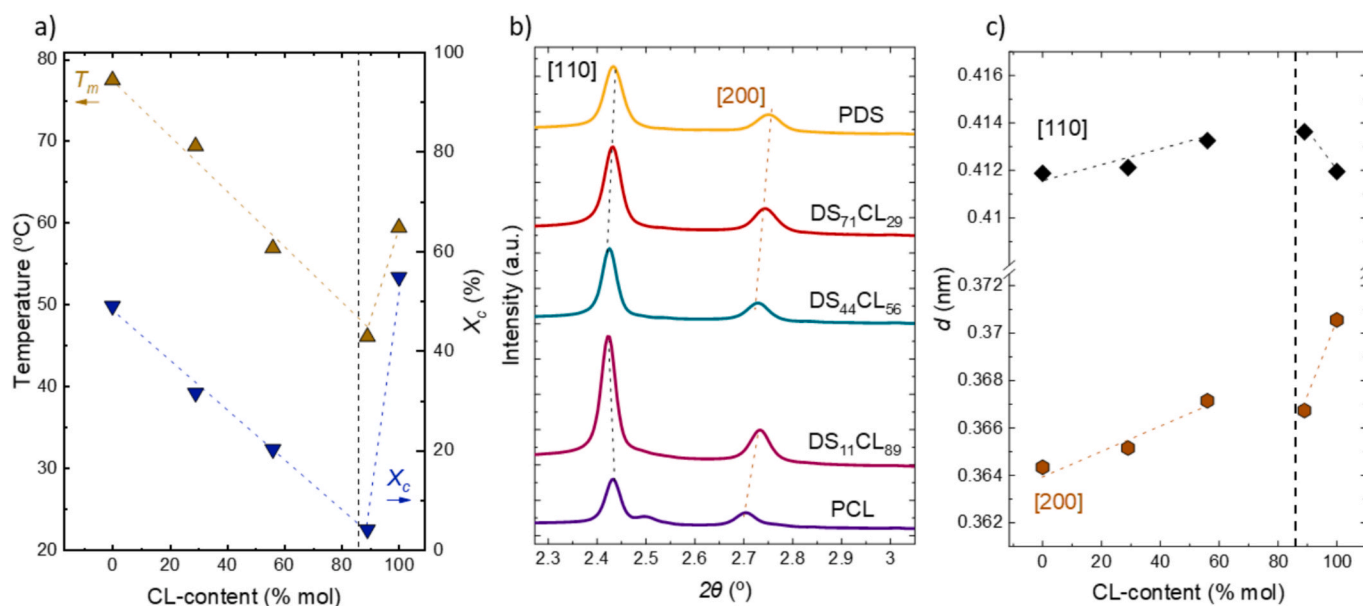 a)
80
70
60
50
40
30
20
Temperature (ºC)
Tₘ
X_c
100
80
60
40
20
0
X_c (%)
0 20 40 60 80 100
CL-content (% mol)
b)
[110]
[200]
PDS
DS₇₁CL₂₉
DS₄₄CL₅₆
DS₁₁CL₈₉
PCL
Intensity (a.u.)
2.3 2.4 2.5 2.6 2.7 2.8 2.9 3
2θ (º)
c)
0.416
0.414
0.412
0.41
0.372
0.37
0.368
0.366
0.364
0.362
d (nm)
[110]
[200]
0 20 40 60 80 100
CL-content (% mol)